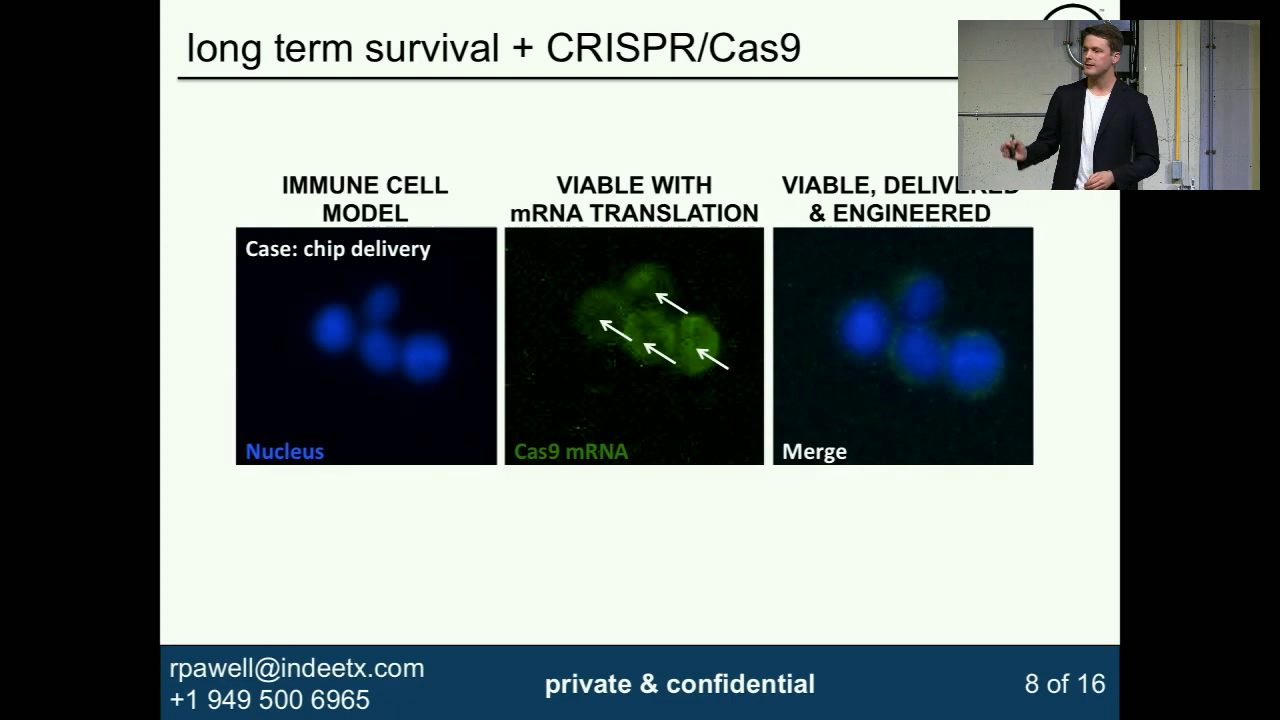 long term survival + CRISPR/Cas9
IMMUNE CELL
MODEL
VIABLE WITH
mRNA TRANSLATION
VIABLE, DELIVERED
& ENGINEERED
Case: chip delivery
Nucleus
Cas9 mRNA
Merge
rpawell@indeetx.com
+1 949 500 6965
private & confidential
8 of 16